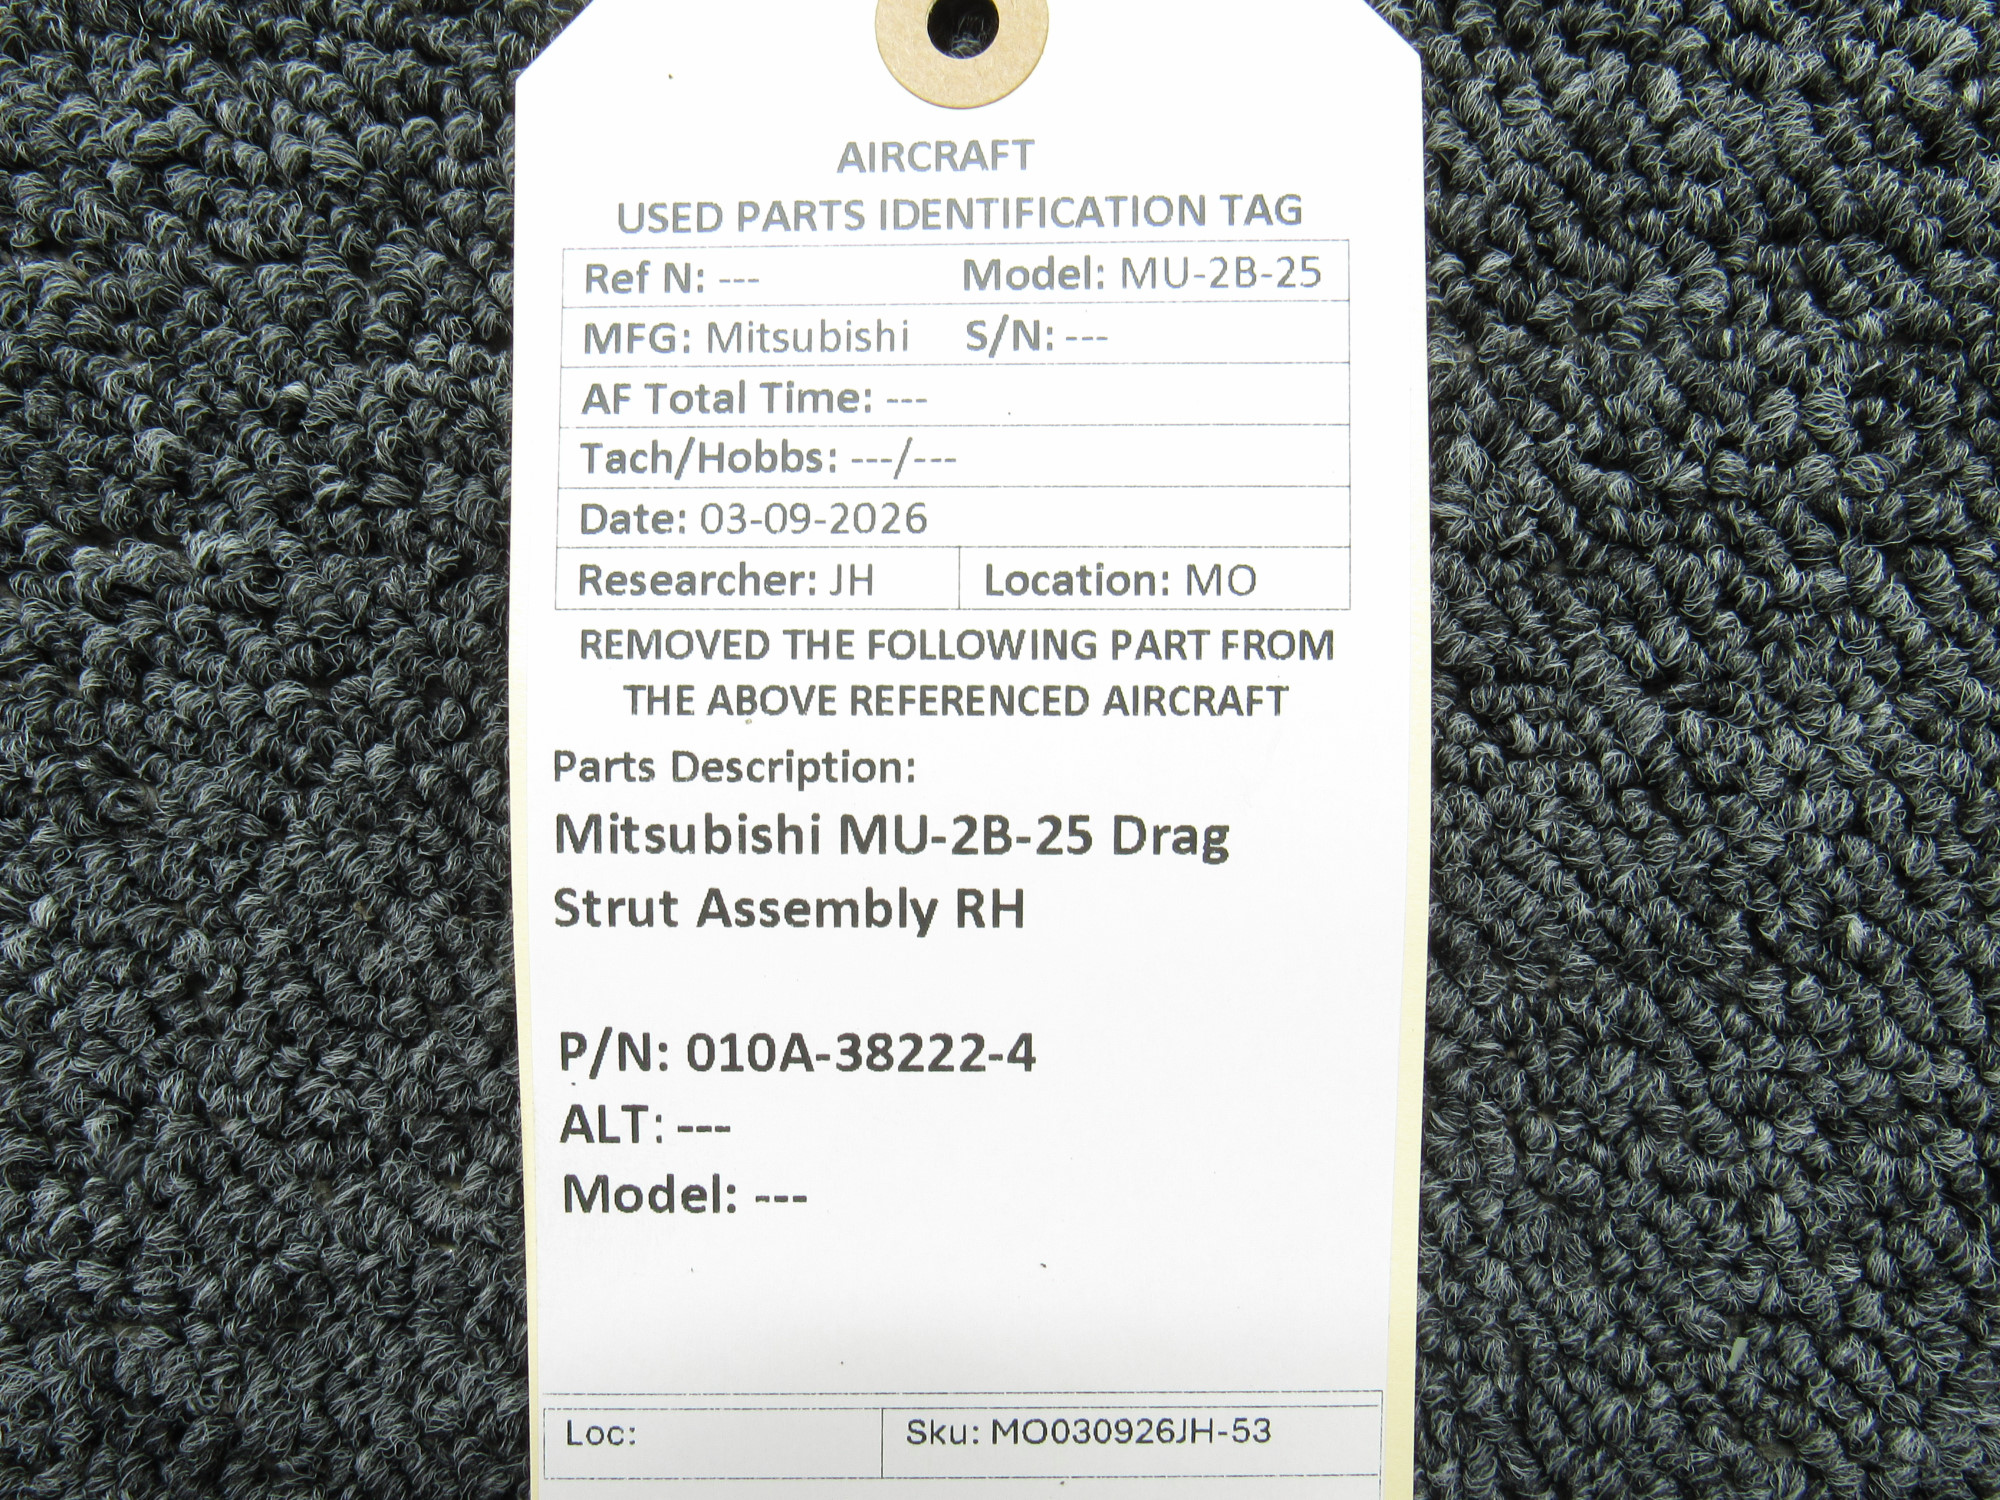 AIRCRAFT
USED PARTS IDENTIFICATION TAG
Ref N: --- Model: MU-2B-25
MFG: Mitsubishi S/N: ---
AF Total Time: ---
Tach/Hobbs: ---/---
Date: 03-09-2026
Researcher: JH Location: MO
REMOVED THE FOLLOWING PART FROM
THE ABOVE REFERENCED AIRCRAFT
Parts Description:
Mitsubishi MU-2B-25 Drag
Strut Assembly RH
P/N: 010A-38222-4
ALT: ---
Model: ---
Loc: Sku: MO030926JH-53